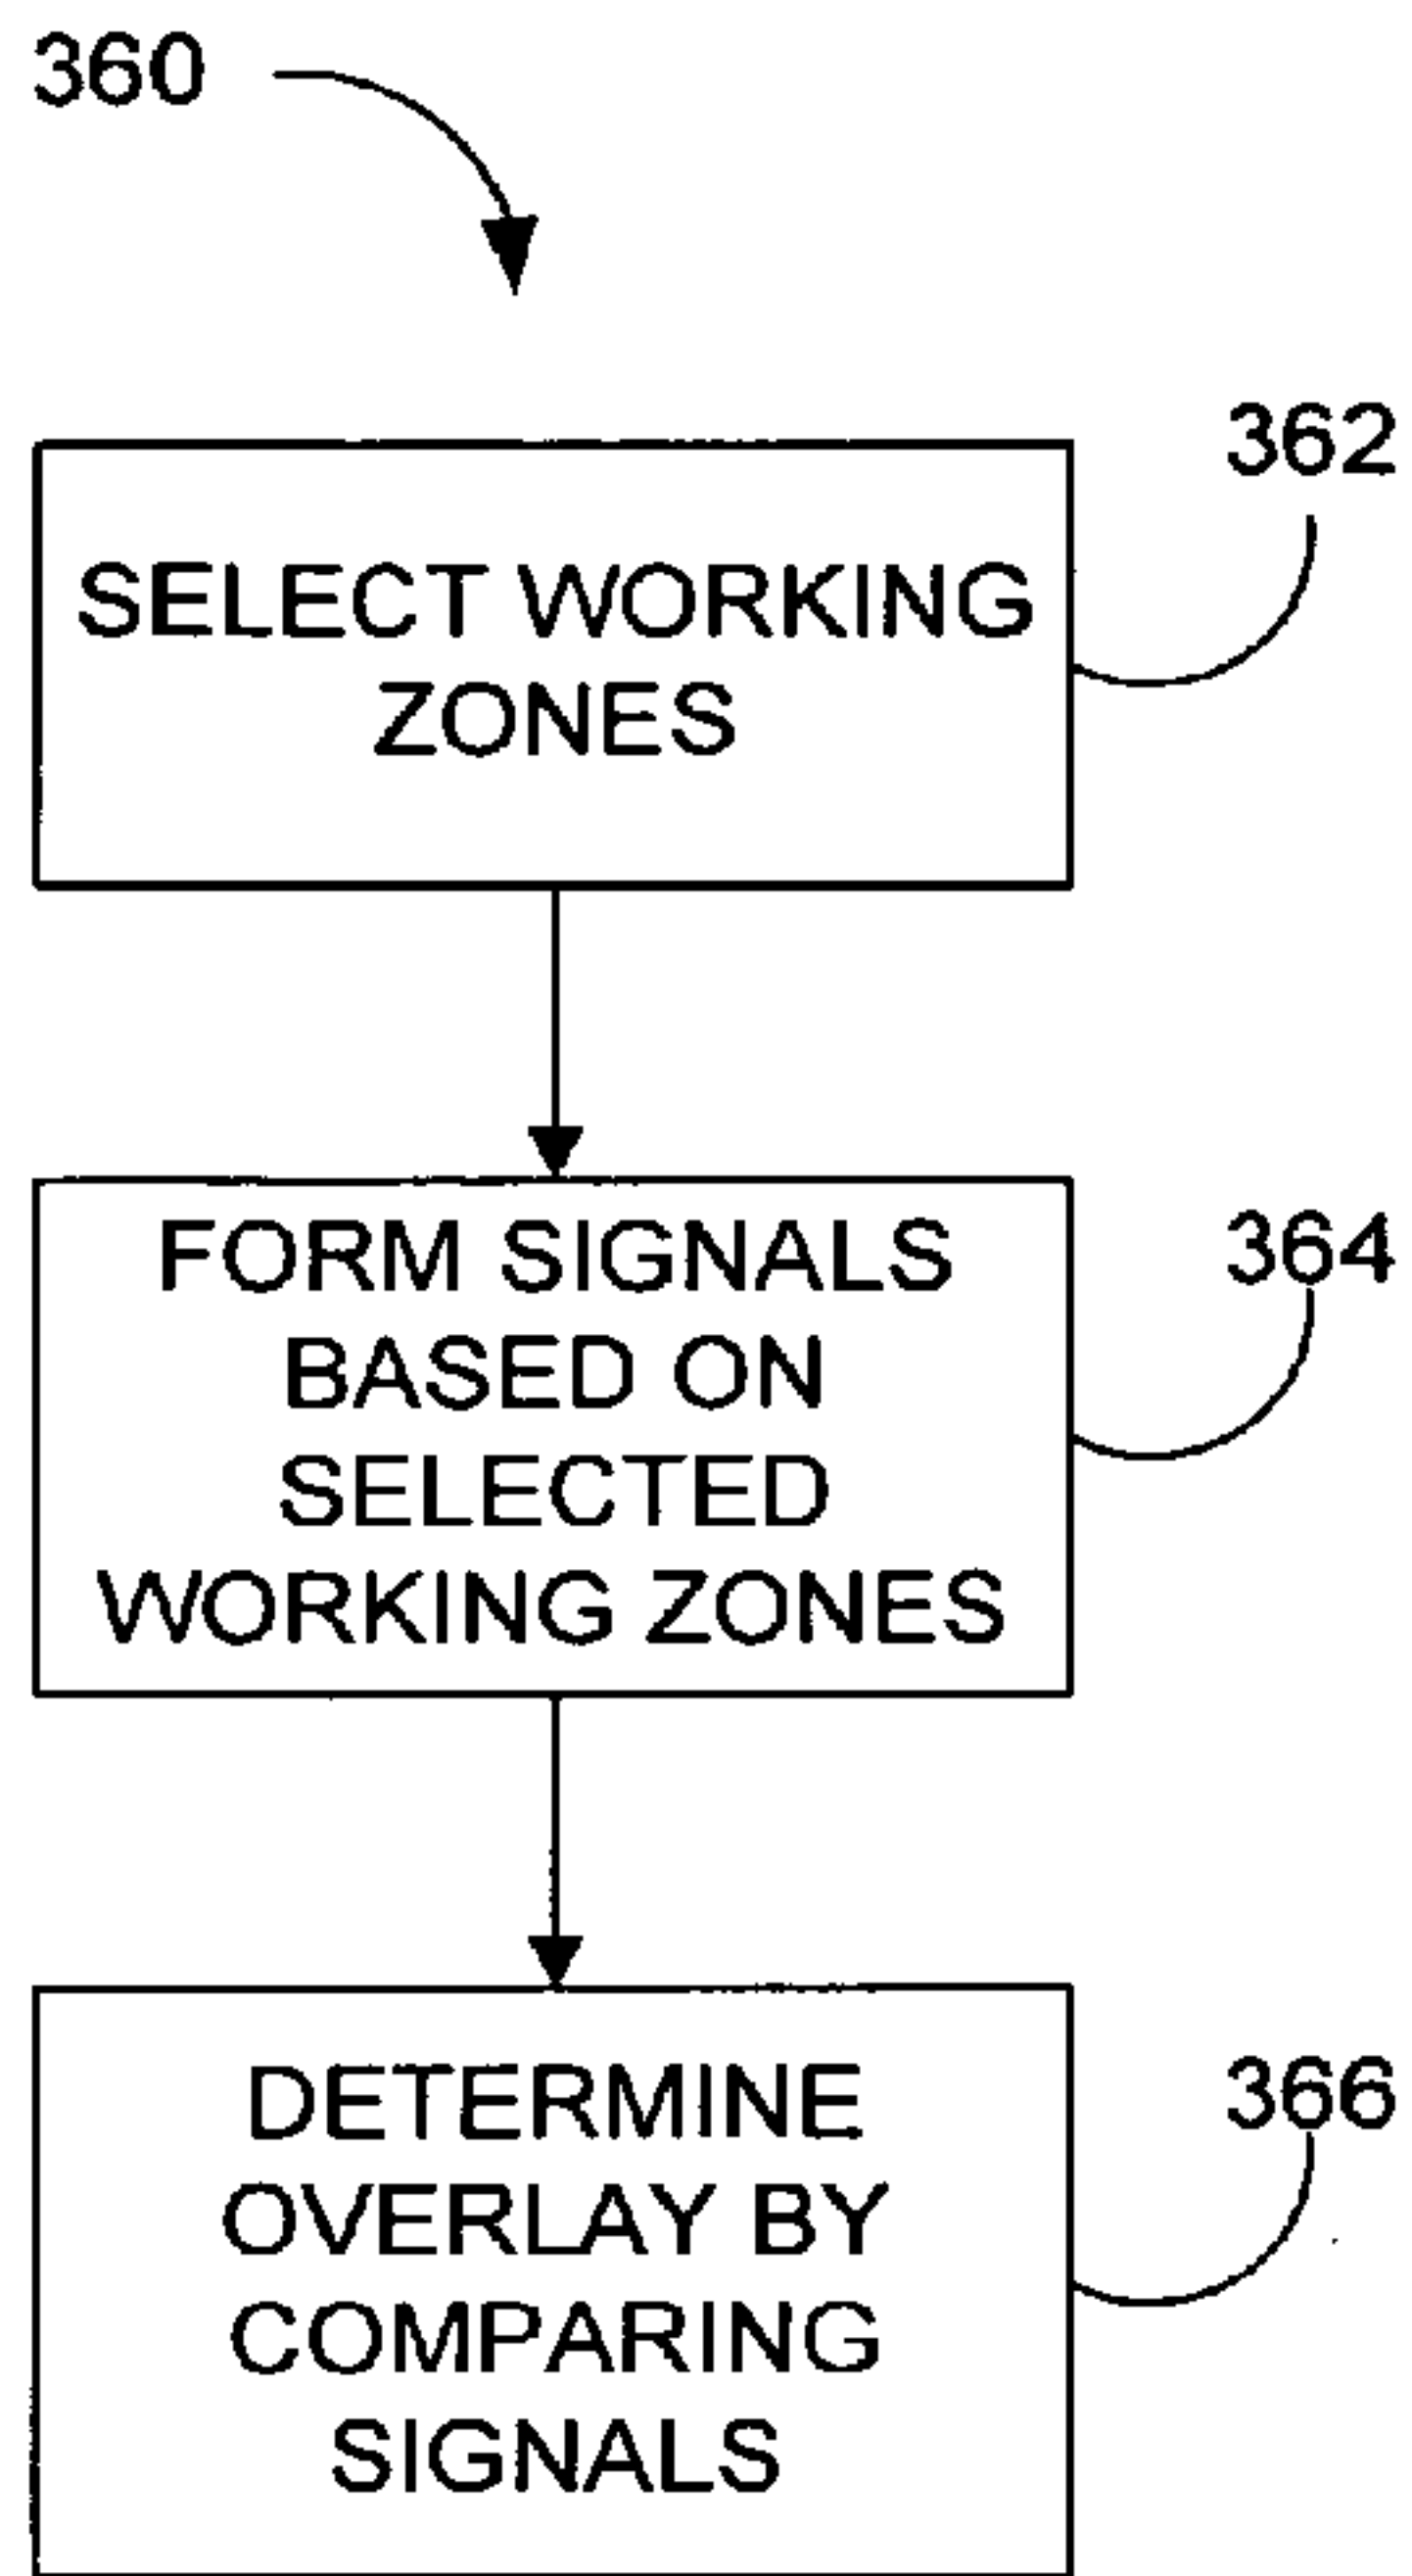 360
362
SELECT WORKING
ZONES
364
FORM SIGNALS
BASED ON
SELECTED
WORKING ZONES
366
DETERMINE
OVERLAY BY
COMPARING
SIGNALS